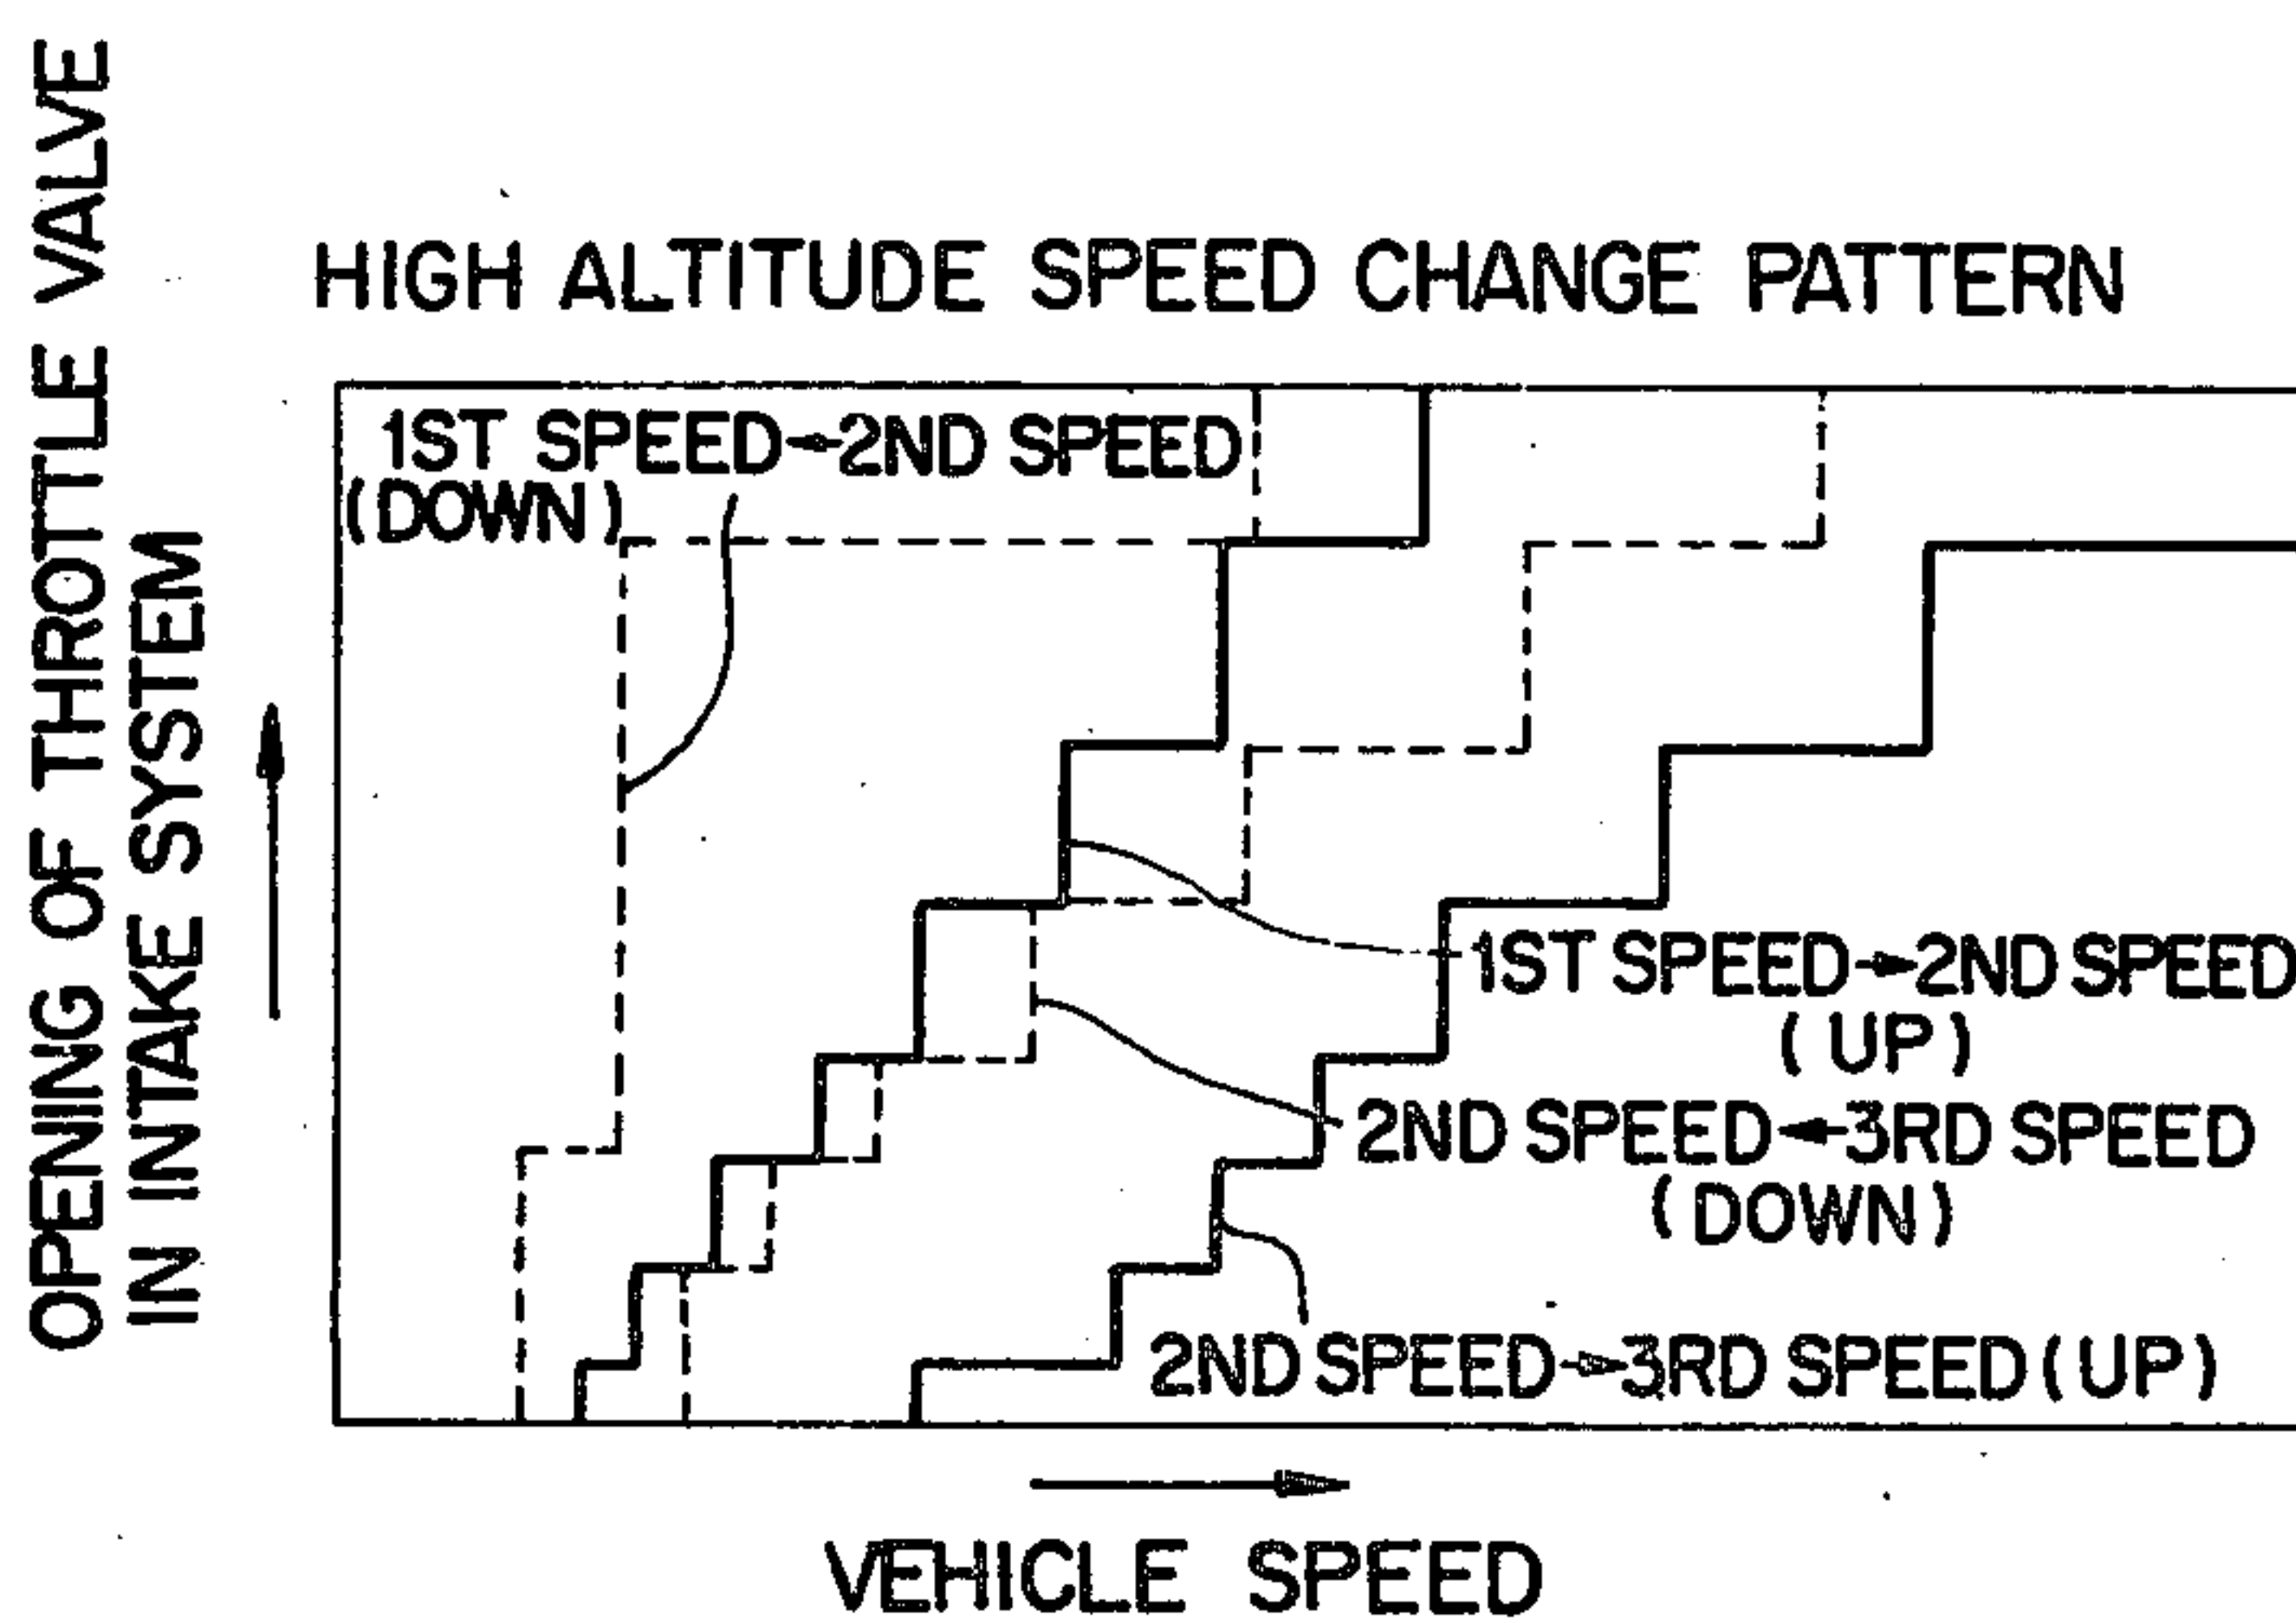 OPENING OF THROTTLE VALVE
IN INTAKE SYSTEM
HIGH ALTITUDE SPEED CHANGE PATTERN
1ST SPEED←2ND SPEED
(DOWN)
1ST SPEED→2ND SPEED
(UP)
2ND SPEED←3RD SPEED
(DOWN)
2ND SPEED→3RD SPEED(UP)
VEHICLE SPEED